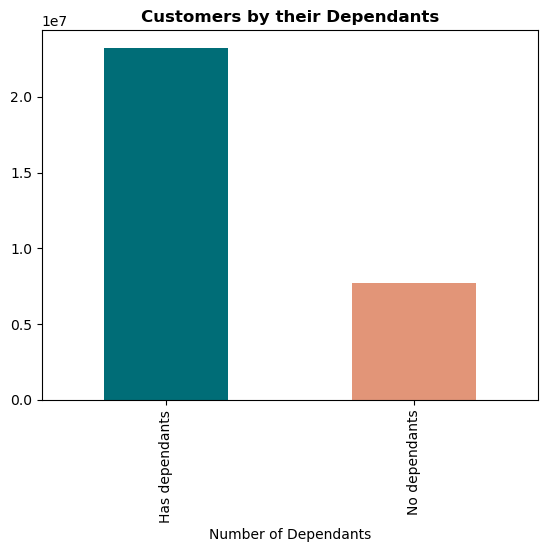 Customers by their Dependants
1e7
2.0
1.5
1.0
0.5
0.0
Has dependants
No dependants
Number of Dependants